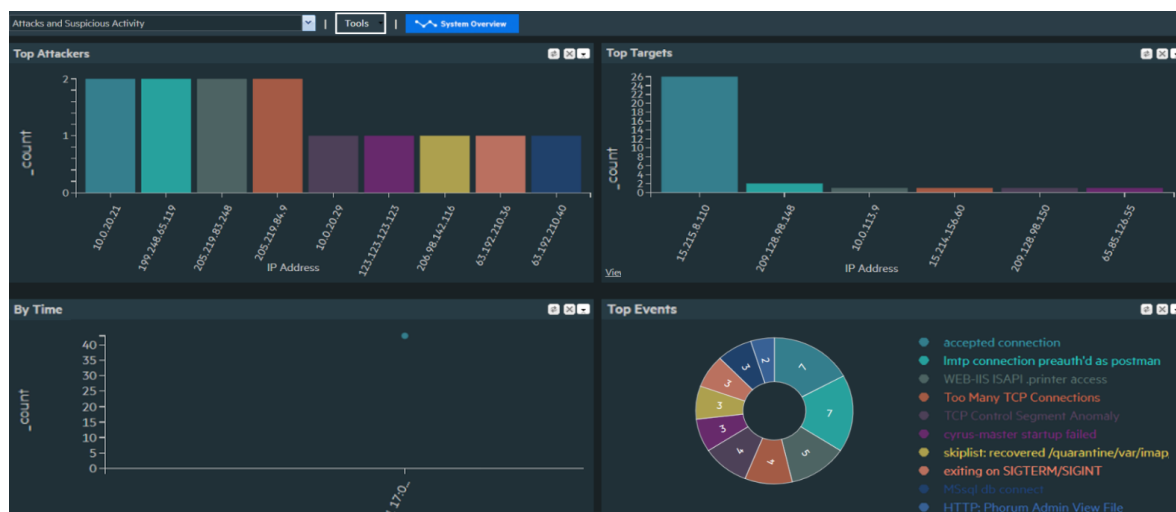 Attacks and Suspicious Activity | Tools | System Overview
Top Attackers
_count
2
1
0
10.0.20.21
199.248.65.119
205.219.83.248
205.219.84.9
10.0.20.29
123.123.123.123
206.98.142.116
63.192.210.36
63.192.210.40
IP Address
Top Targets
_count
26
24
22
20
18
16
14
12
10
8
6
4
2
0
15.215.8.110
209.128.98.148
10.0.113.9
15.214.156.60
209.128.98.150
65.85.126.55
IP Address
By Time
_count
40
35
30
25
20
15
10
5
0
17:0...
Top Events
7
7
5
4
4
3
3
3
3
2
accepted connection
lmtp connection preauth'd as postman
WEB-IIS ISAPI .printer access
Too Many TCP Connections
TCP Control Segment Anomaly
cyrus-master startup failed
skiplist: recovered /quarantine/var/imap
exiting on SIGTERM/SIGINT
MSsql db connect
HTTP: Phorum Admin View File